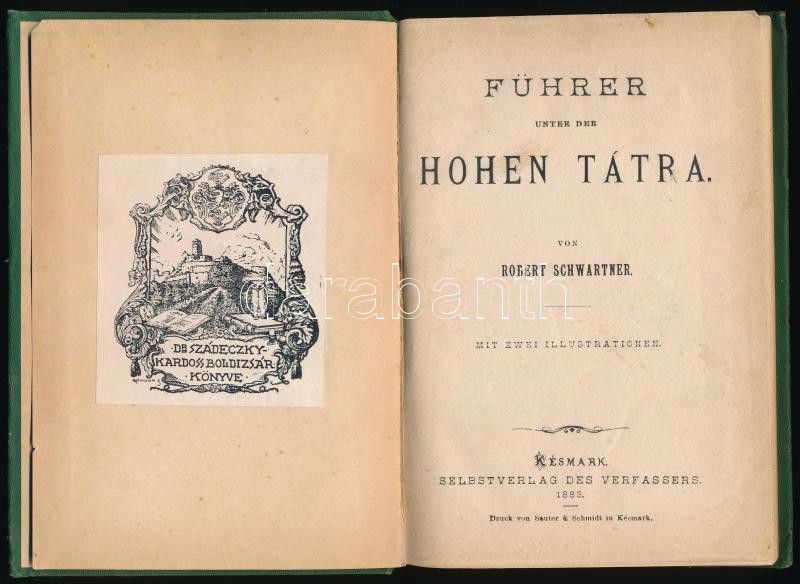 DR SZÁDECZKY-
KARDOSS BOLDIZSÁR
KÖNYVE
FÜHRER
UNTER DER
HOHEN TÁTRA.
VON
ROBERT SCHWARTNER.
MIT ZWEI ILLUSTRATIONEN.
KÉSMARK.
SELBSTVERLAG DES VERFASSERS.
1883.
Druck von Sauter & Schmidt in Késmark.
darabanth